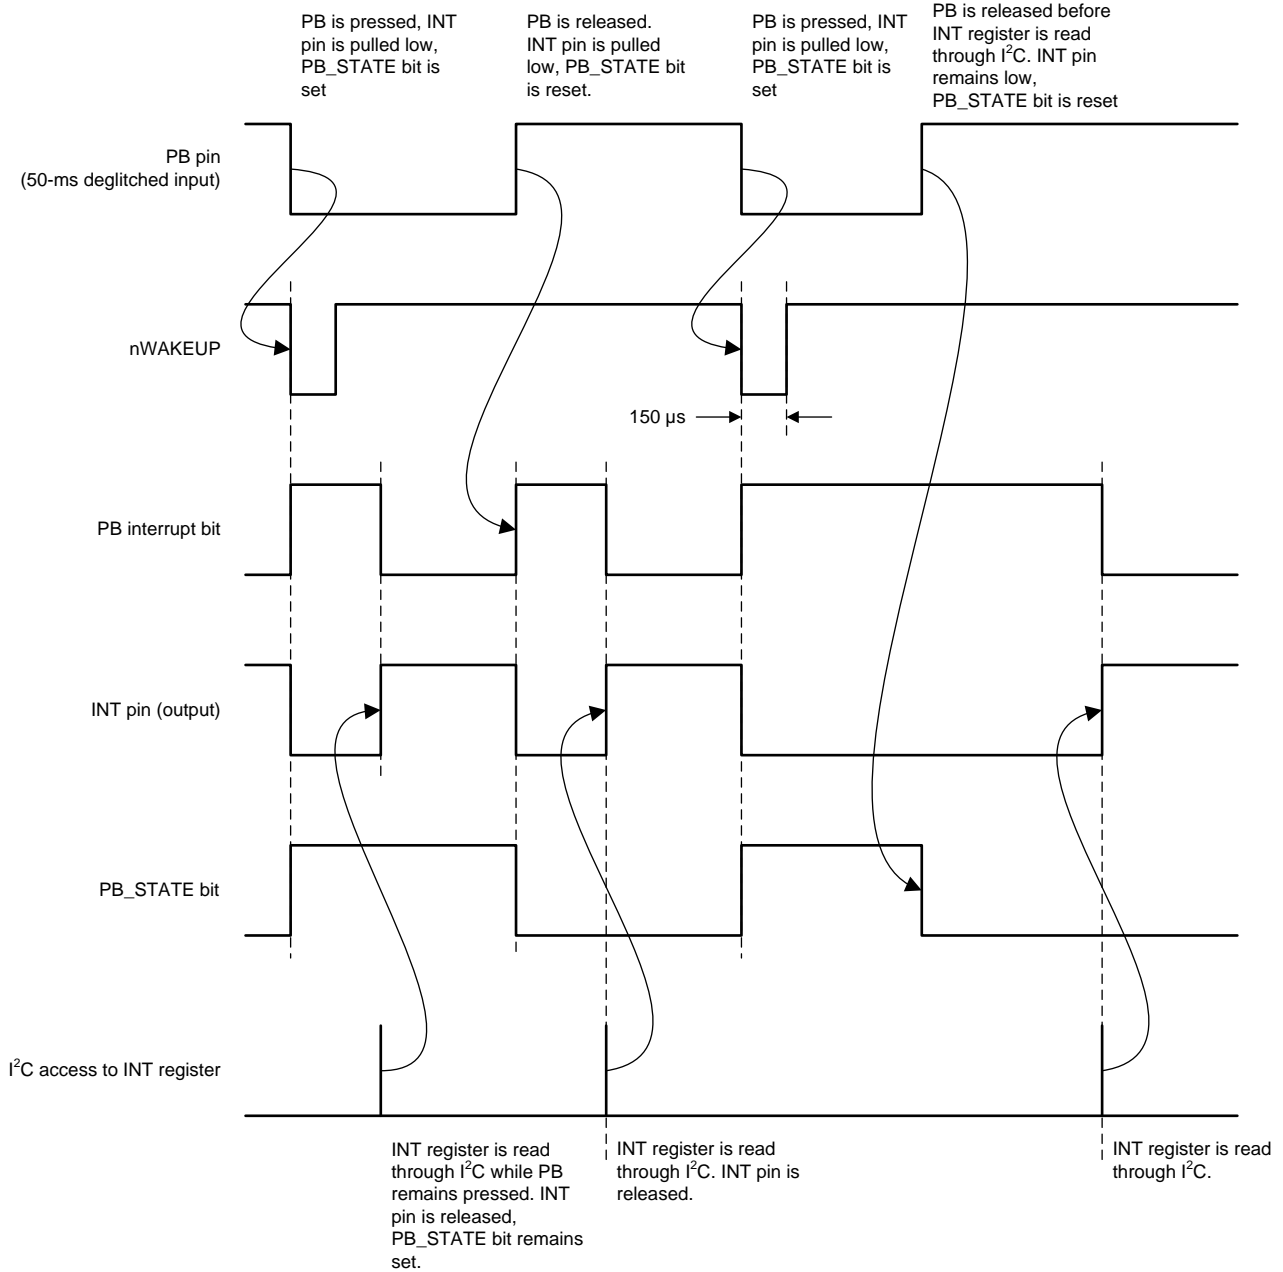 PB is pressed, INT
pin is pulled low,
PB_STATE bit is
set
PB is released.
INT pin is pulled
low, PB_STATE bit
is reset.
PB is pressed, INT
pin is pulled low,
PB_STATE bit is
set
PB is released before
INT register is read
through I²C. INT pin
remains low,
PB_STATE bit is reset
PB pin
(50-ms deglitched input)
nWAKEUP
150 µs
PB interrupt bit
INT pin (output)
PB_STATE bit
I²C access to INT register
INT register is read
through I²C while PB
remains pressed. INT
pin is released,
PB_STATE bit remains
set.
INT register is read
through I²C. INT pin is
released.
INT register is read
through I²C.